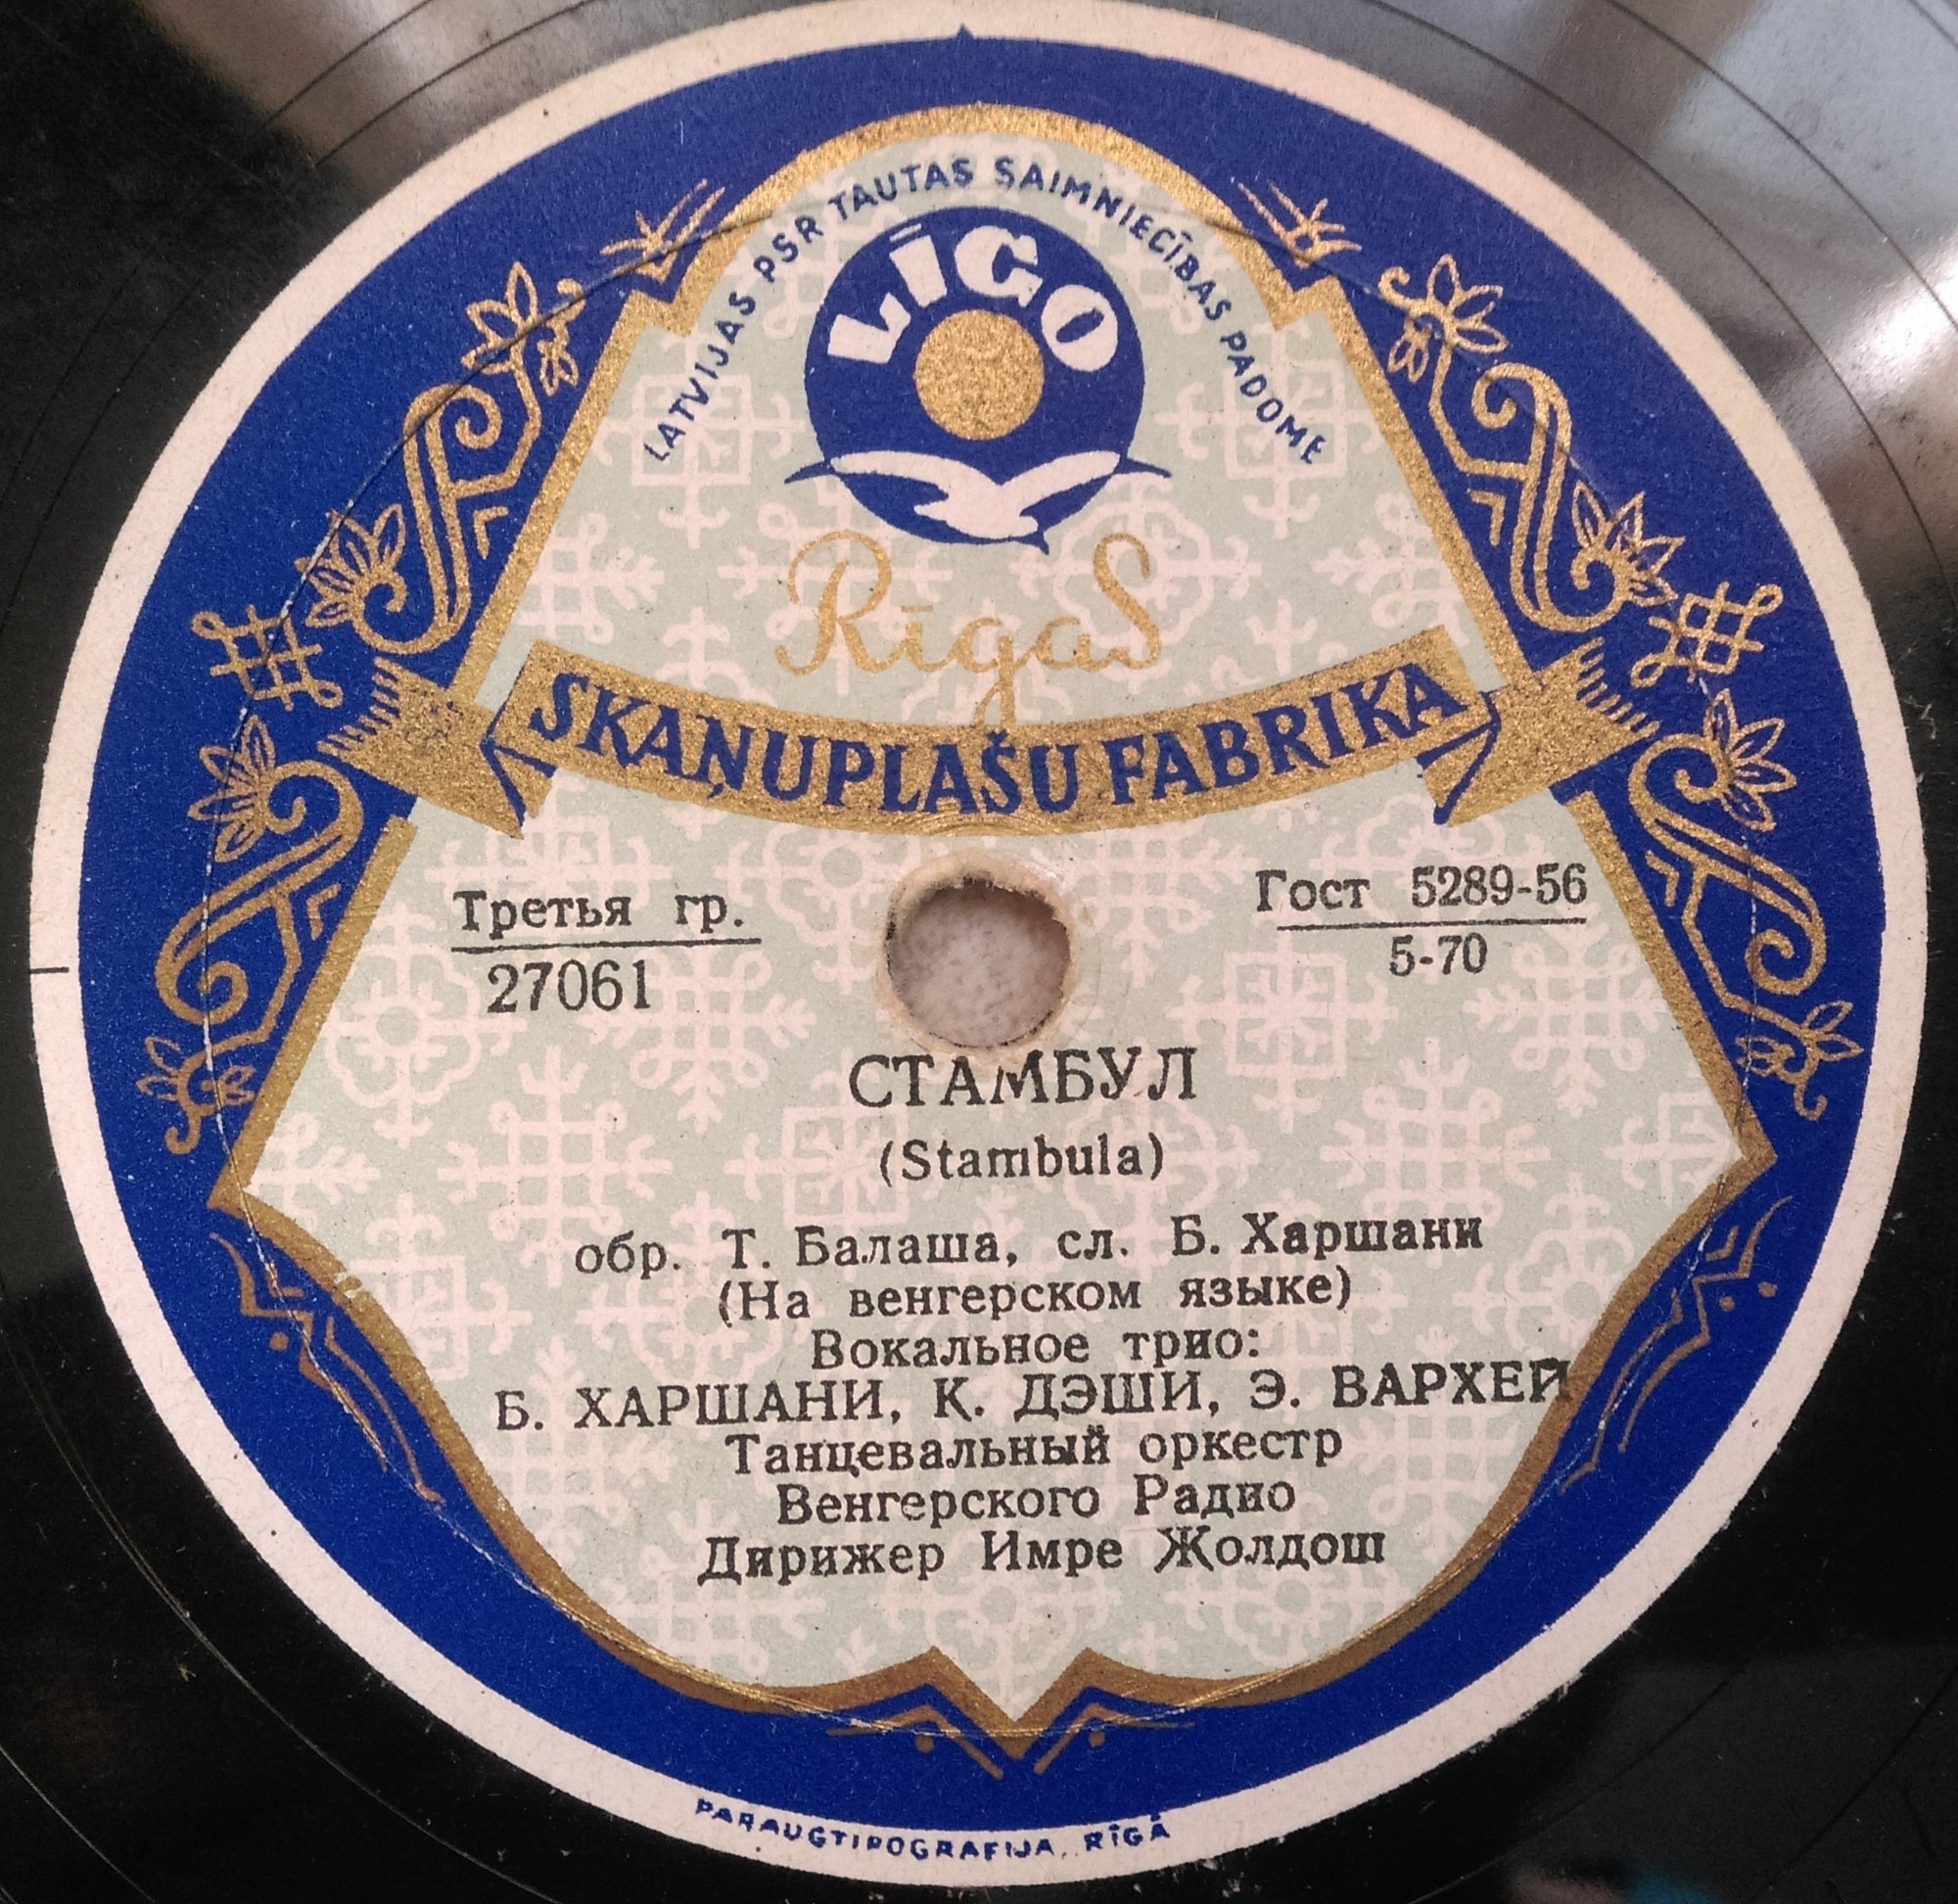 LATVIJAS PSR TAUTAS SAIMNIECĪBAS PADOME
LĪGO
Rīgas
SKAŅUPLAŠU FABRIKA
Третья гр.
27061
Гост 5289-56
5-70
СТАМБУЛ
(Stambula)
обр. Т. Балаша, сл. Б. Харшани
(На венгерском языке)
Вокальное трио:
Б. ХАРШАНИ, К. ДЭШИ, Э. ВАРХЕЙ
Танцевальный оркестр
Венгерского Радио
Дирижер Имре Жолдош
PARAUGTIPOGRAFIJA, RĪGĀ